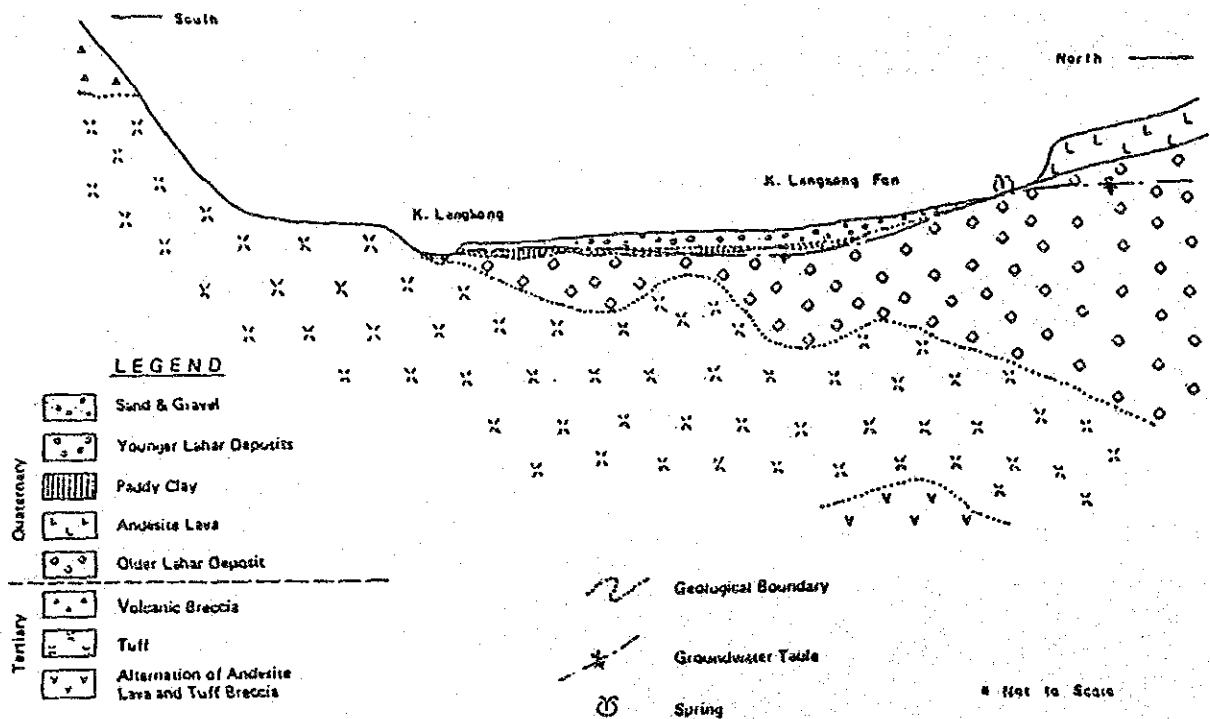 South
North
K. Langkong Fan
K. Langkong
LEGEND
Quaternary
Sand & Gravel
Younger Lahar Deposits
Paddy Clay
Andesite Lava
Older Lahar Deposit
Tertiary
Volcanic Breccia
Tuff
Alternation of Andesite
Lava and Tuff Breccia
Geological Boundary
Groundwater Table
Spring
* Not to Scale